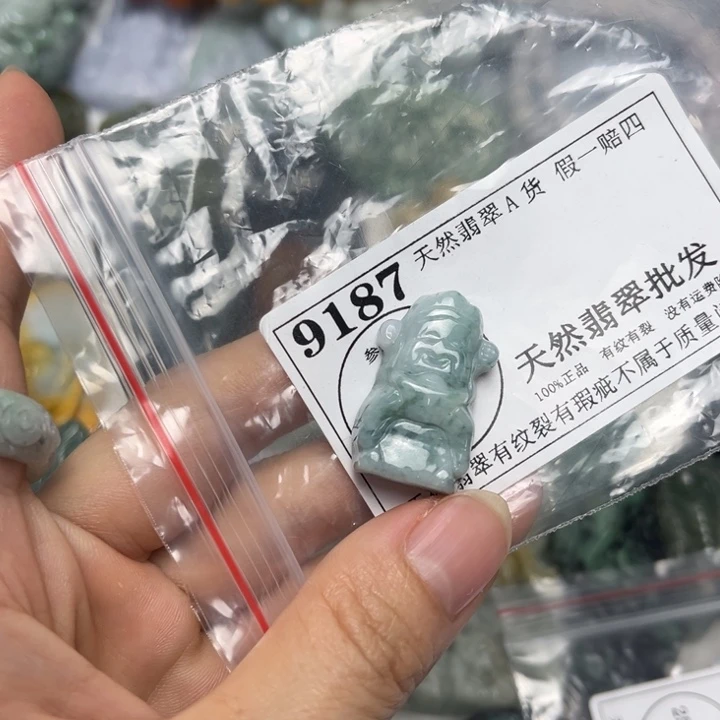 天然翡翠A货 假一赔四
9187
天然翡翠批发
参
100%正品 有纹有裂 没有运费
翡翠有纹裂有瑕疵不属于质量